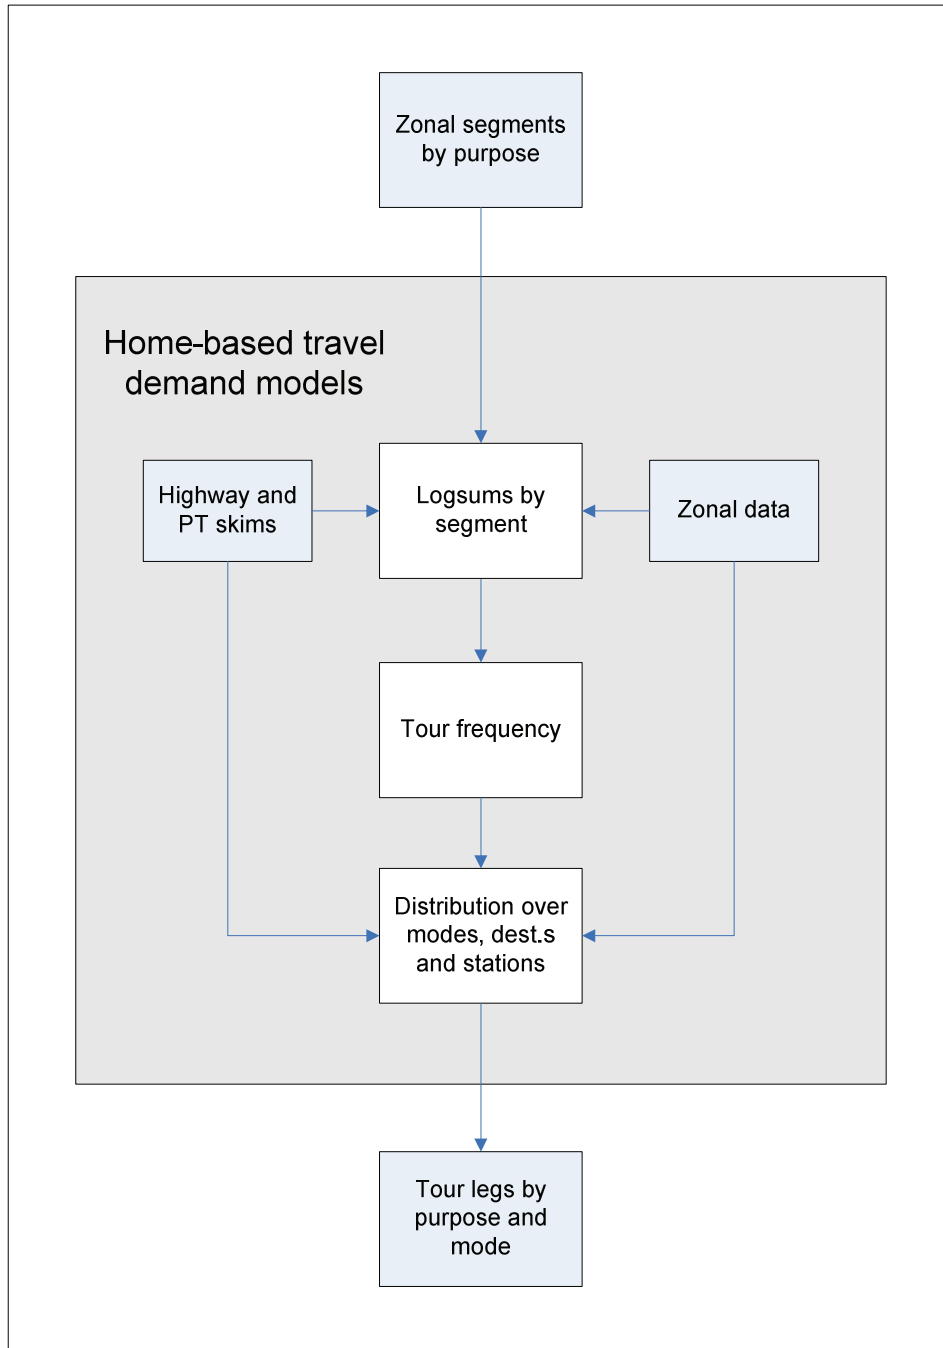 Zonal segments
by purpose
Home-based travel
demand models
Highway and
PT skims
Logsums by
segment
Zonal data
Tour frequency
Distribution over
modes, dest.s
and stations
Tour legs by
purpose and
mode